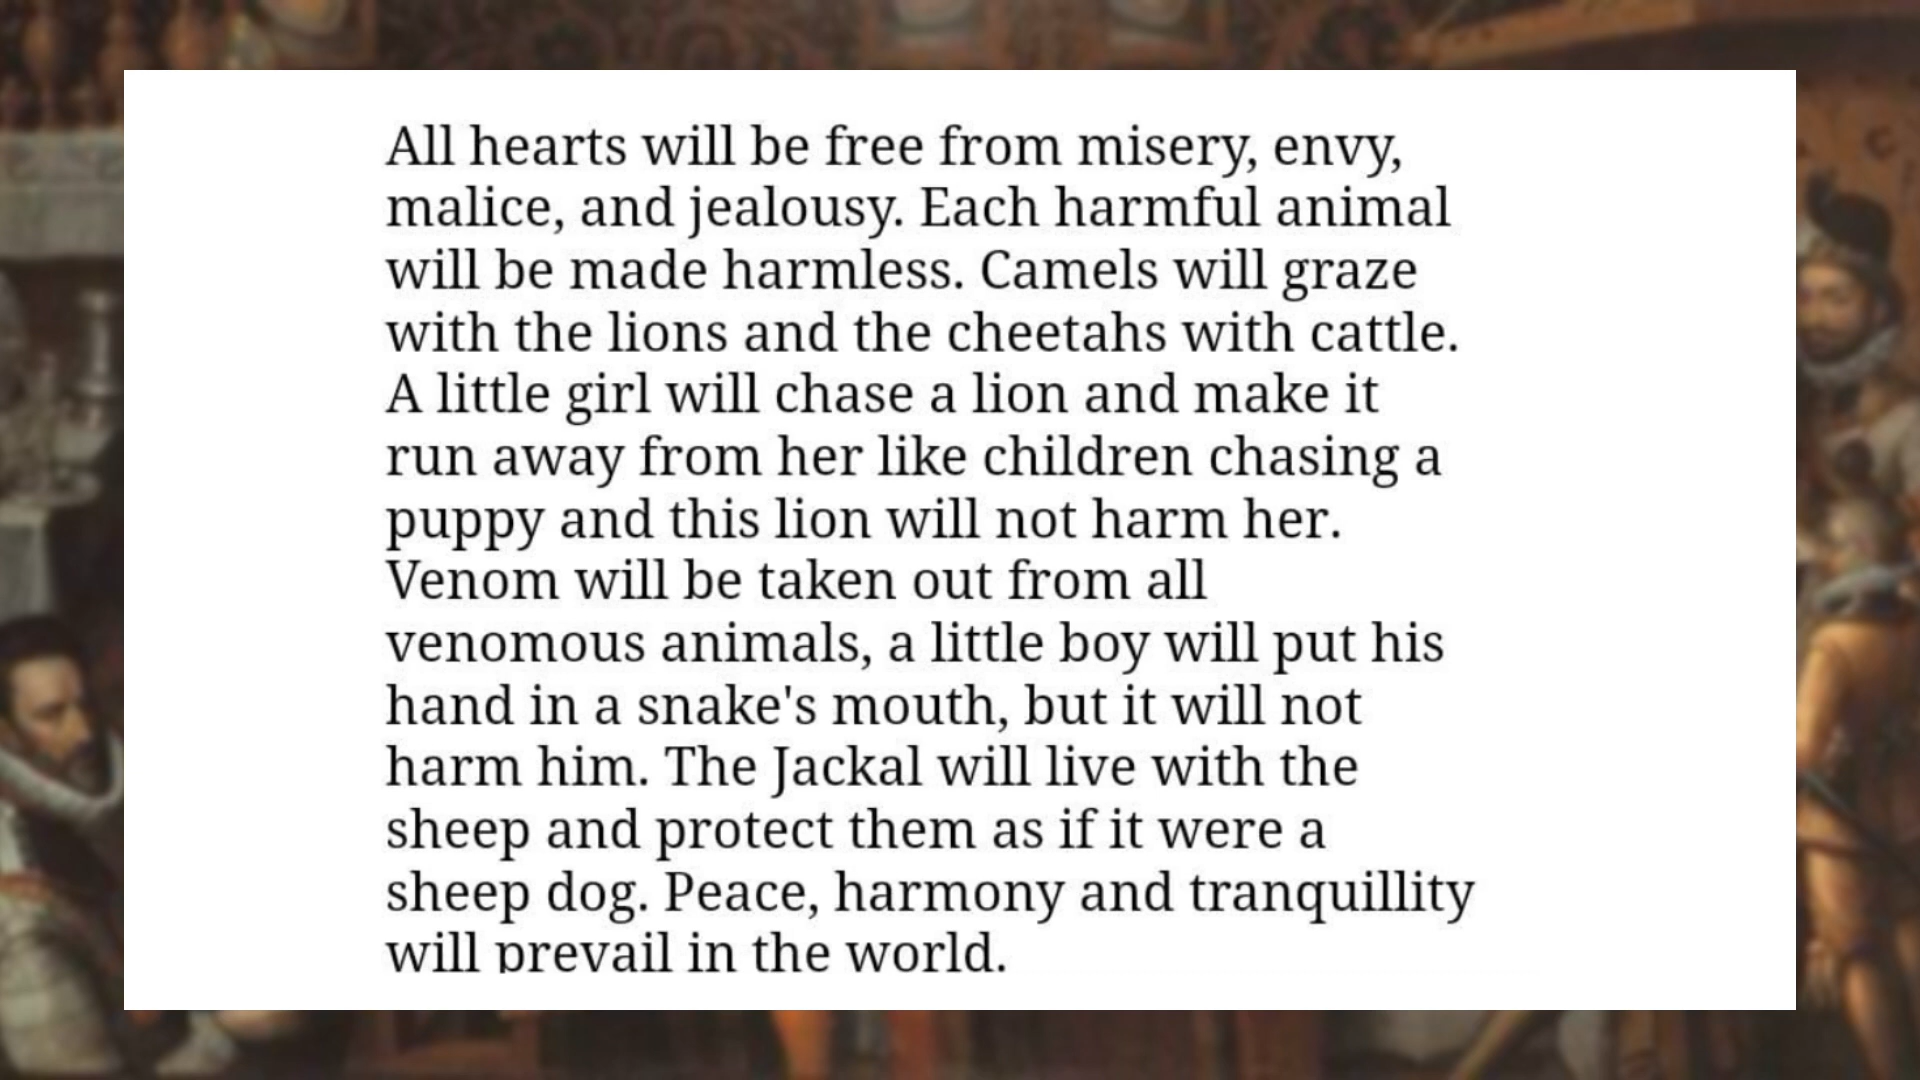 All hearts will be free from misery, envy,
malice, and jealousy. Each harmful animal
will be made harmless. Camels will graze
with the lions and the cheetahs with cattle.
A little girl will chase a lion and make it
run away from her like children chasing a
puppy and this lion will not harm her.
Venom will be taken out from all
venomous animals, a little boy will put his
hand in a snake's mouth, but it will not
harm him. The Jackal will live with the
sheep and protect them as if it were a
sheep dog. Peace, harmony and tranquillity
will prevail in the world.